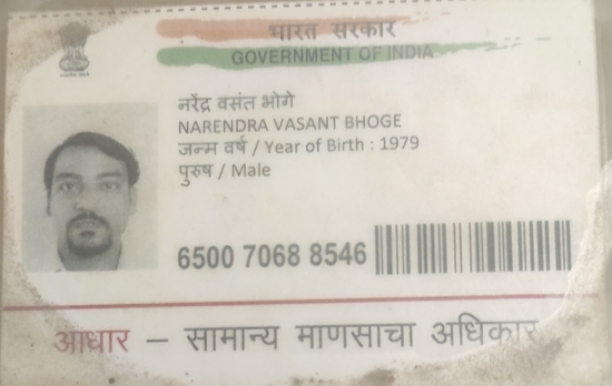 भारत सरकार
GOVERNMENT OF INDIA
नरेंद्र वसंत भोगे
NARENDRA VASANT BHOGE
जन्म वर्ष / Year of Birth : 1979
पुरुष / Male
6500 7068 8546
आधार – सामान्य माणसाचा अधिकार